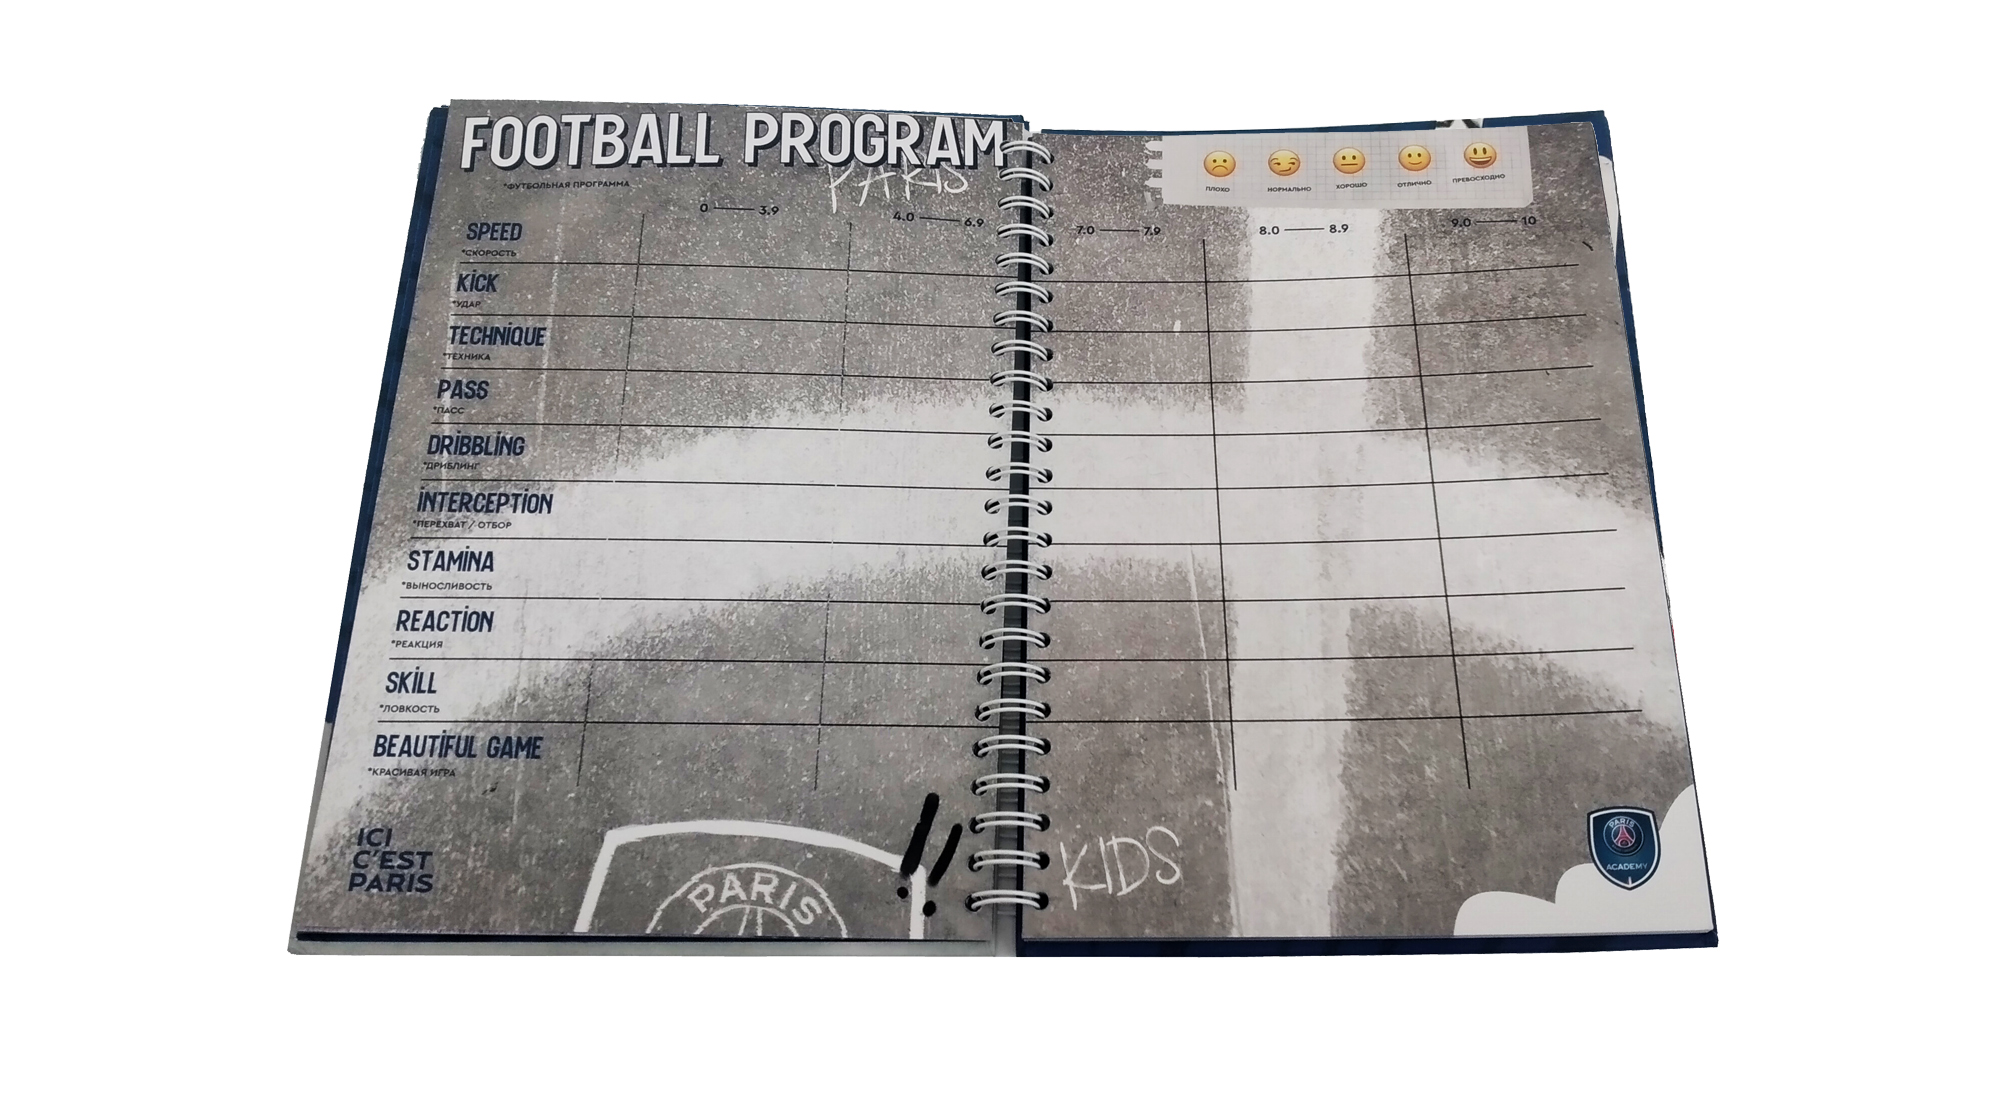 FOOTBALL PROGRAM
*ФУТБОЛЬНАЯ ПРОГРАММА
PARIS
ПЛОХО НОРМАЛЬНО ХОРОШО ОТЛИЧНО ПРЕВОСХОДНО
0 — 3.9 4.0 — 6.9 7.0 — 7.9 8.0 — 8.9 9.0 — 10
SPEED
*СКОРОСТЬ
KICK
*УДАР
TECHNIQUE
*ТЕХНИКА
PASS
*ПАСС
DRIBBLING
*ДРИБЛИНГ
INTERCEPTION
*ПЕРЕХВАТ / ОТБОР
STAMINA
*ВЫНОСЛИВОСТЬ
REACTION
*РЕАКЦИЯ
SKILL
*ЛОВКОСТЬ
BEAUTIFUL GAME
*КРАСИВАЯ ИГРА
ICI
C'EST
PARIS
PARIS
!!
KIDS
PARIS
ACADEMY